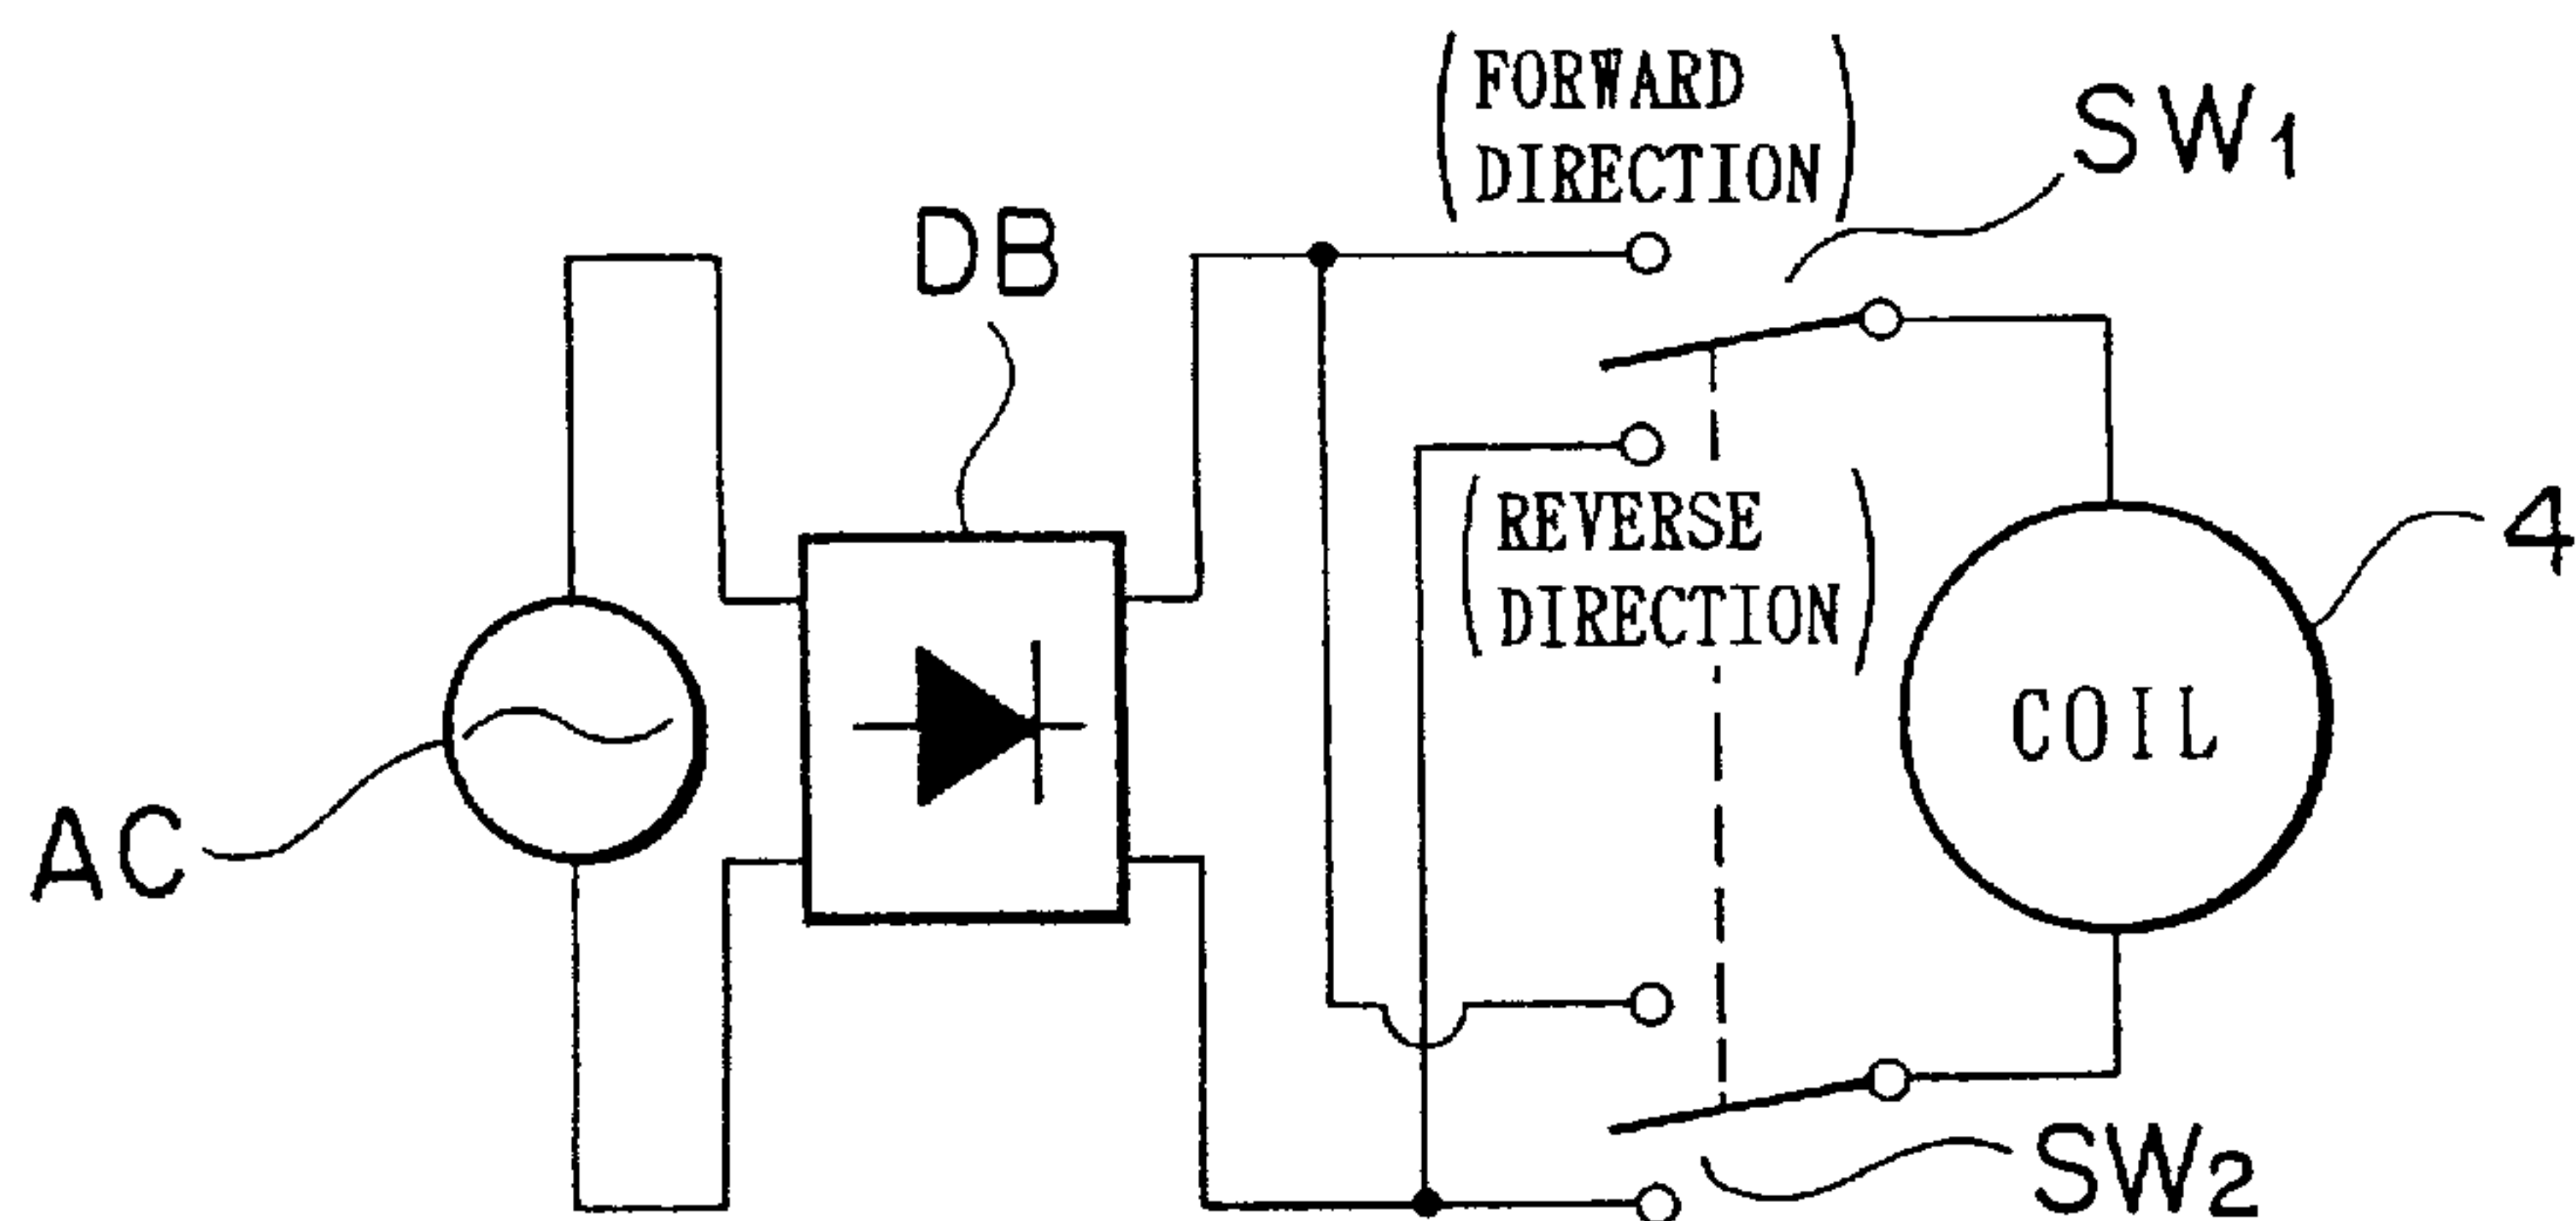 (FORWARD
DIRECTION)
SW1
DB
(REVERSE
DIRECTION)
4
COIL
AC
SW2